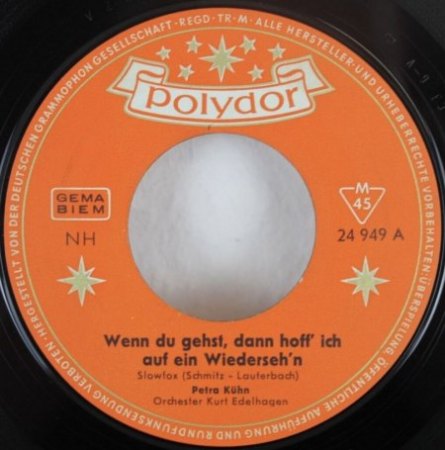 HERGESTELLT VON DER DEUTSCHEN GRAMMOPHON GESELLSCHAFT · REGD · TR · M · ALLE HERSTELLER- UND URHEBERRECHTE VORBEHALTEN · ÜBERSPIELUNG, ÖFFENTLICHE AUFFÜHRUNG UND RUNDFUNKSENDUNG VERBOTEN ·
Polydor
GEMA
BIEM
M
45
NH
24 949 A
Wenn du gehst, dann hoff' ich
auf ein Wiederseh'n
Slowfox (Schmitz - Lauterbach)
Petra Kühn
Orchester Kurt Edelhagen